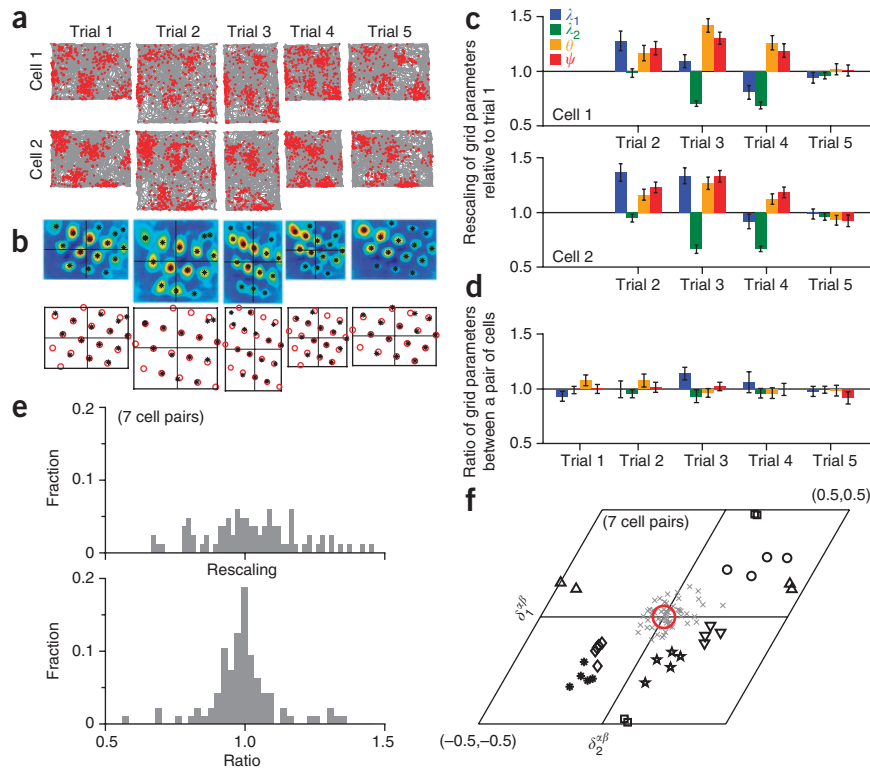 a
Trial 1 Trial 2 Trial 3 Trial 4 Trial 5
Cell 1
Cell 2
b
c
Rescaling of grid parameters
relative to trial 1
1.5
1.0
0.5
λ1
λ2
θ
ψ
Cell 1
Trial 2 Trial 3 Trial 4 Trial 5
1.5
1.0
0.5
Cell 2
Trial 2 Trial 3 Trial 4 Trial 5
d
Ratio of grid parameters
between a pair of cells
1.5
1.0
0.5
Trial 1 Trial 2 Trial 3 Trial 4 Trial 5
e
(7 cell pairs)
Fraction
0.2
0.1
0
Rescaling
Fraction
0.2
0.1
0
0.5 1.0 1.5
Ratio
f
(0.5,0.5)
(7 cell pairs)
δ1^αβ
(–0.5,–0.5)
δ2^αβ